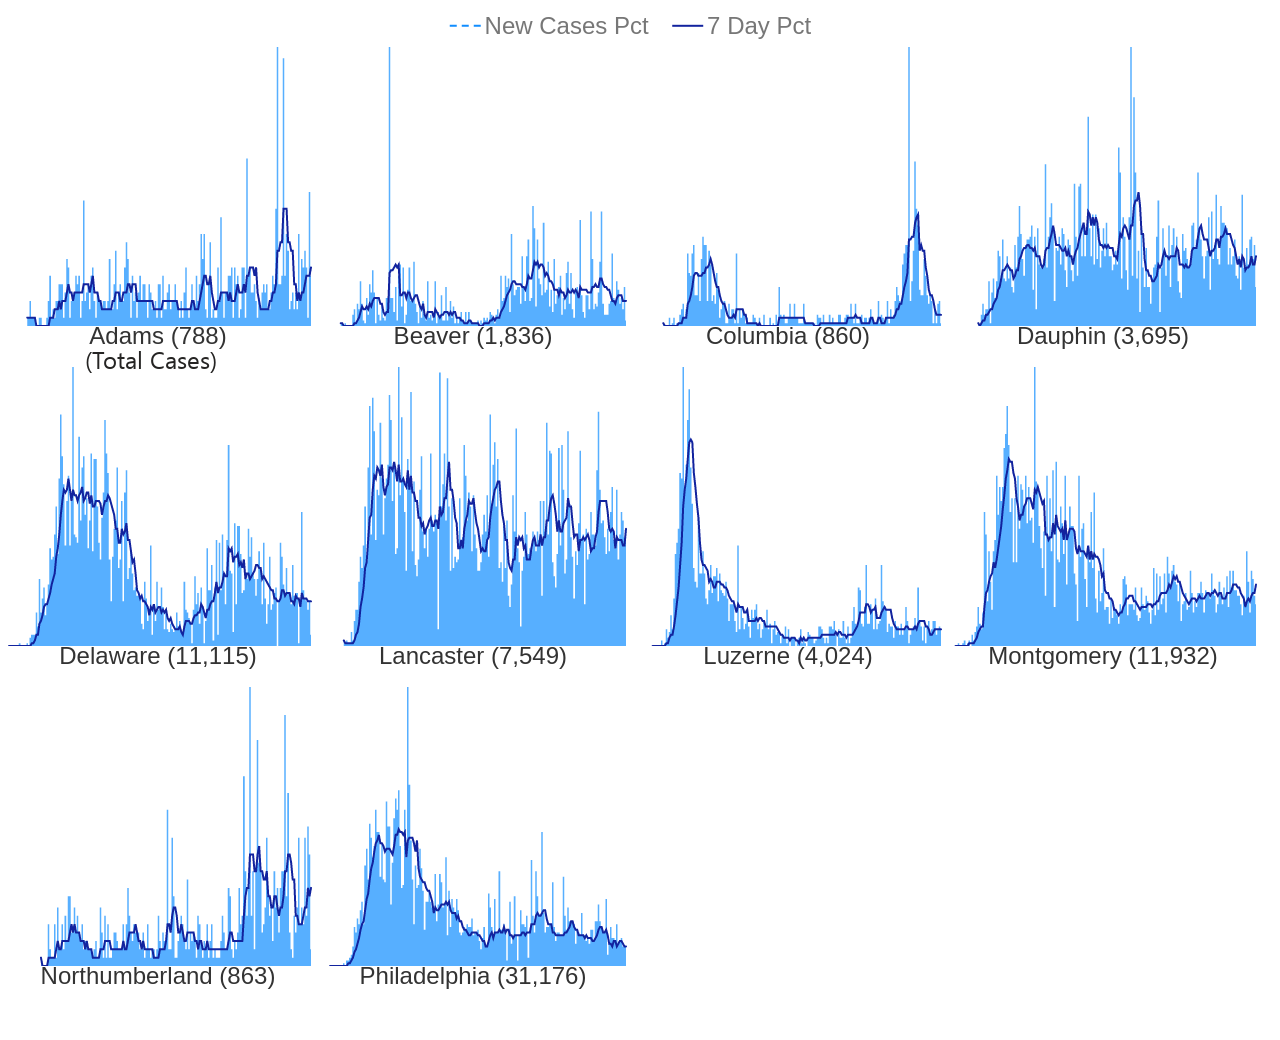 New Cases Pct 7 Day Pct
Adams (788) Beaver (1,836) Columbia (860) Dauphin (3,695)
(Total Cases)
Delaware (11,115) Lancaster (7,549) Luzerne (4,024) Montgomery (11,932)
Northumberland (863) Philadelphia (31,176)